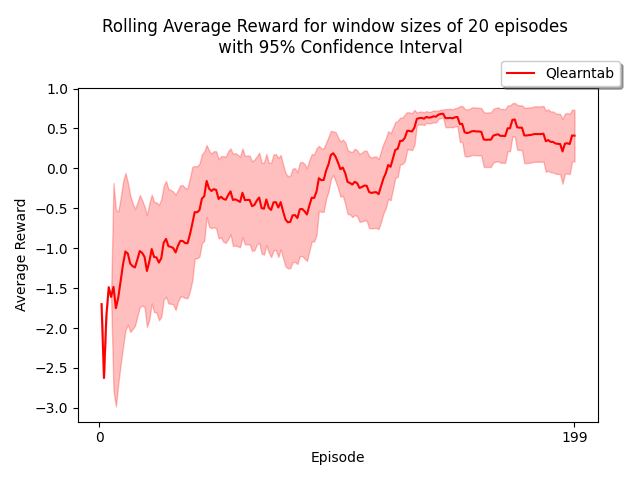 Rolling Average Reward for window sizes of 20 episodes
with 95% Confidence Interval
Qlearntab
1.0
0.5
0.0
−0.5
−1.0
−1.5
−2.0
−2.5
−3.0
Average Reward
0
199
Episode